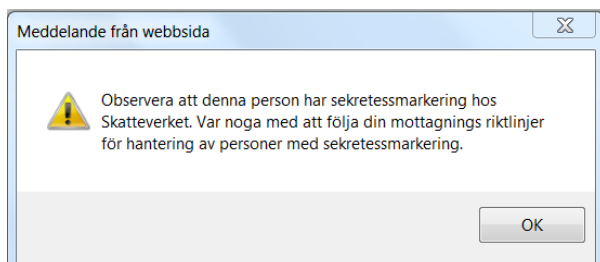 Meddelande från webbsida
Observera att denna person har sekretessmarkering hos
Skatteverket. Var noga med att följa din mottagnings riktlinjer
för hantering av personer med sekretessmarkering.
OK